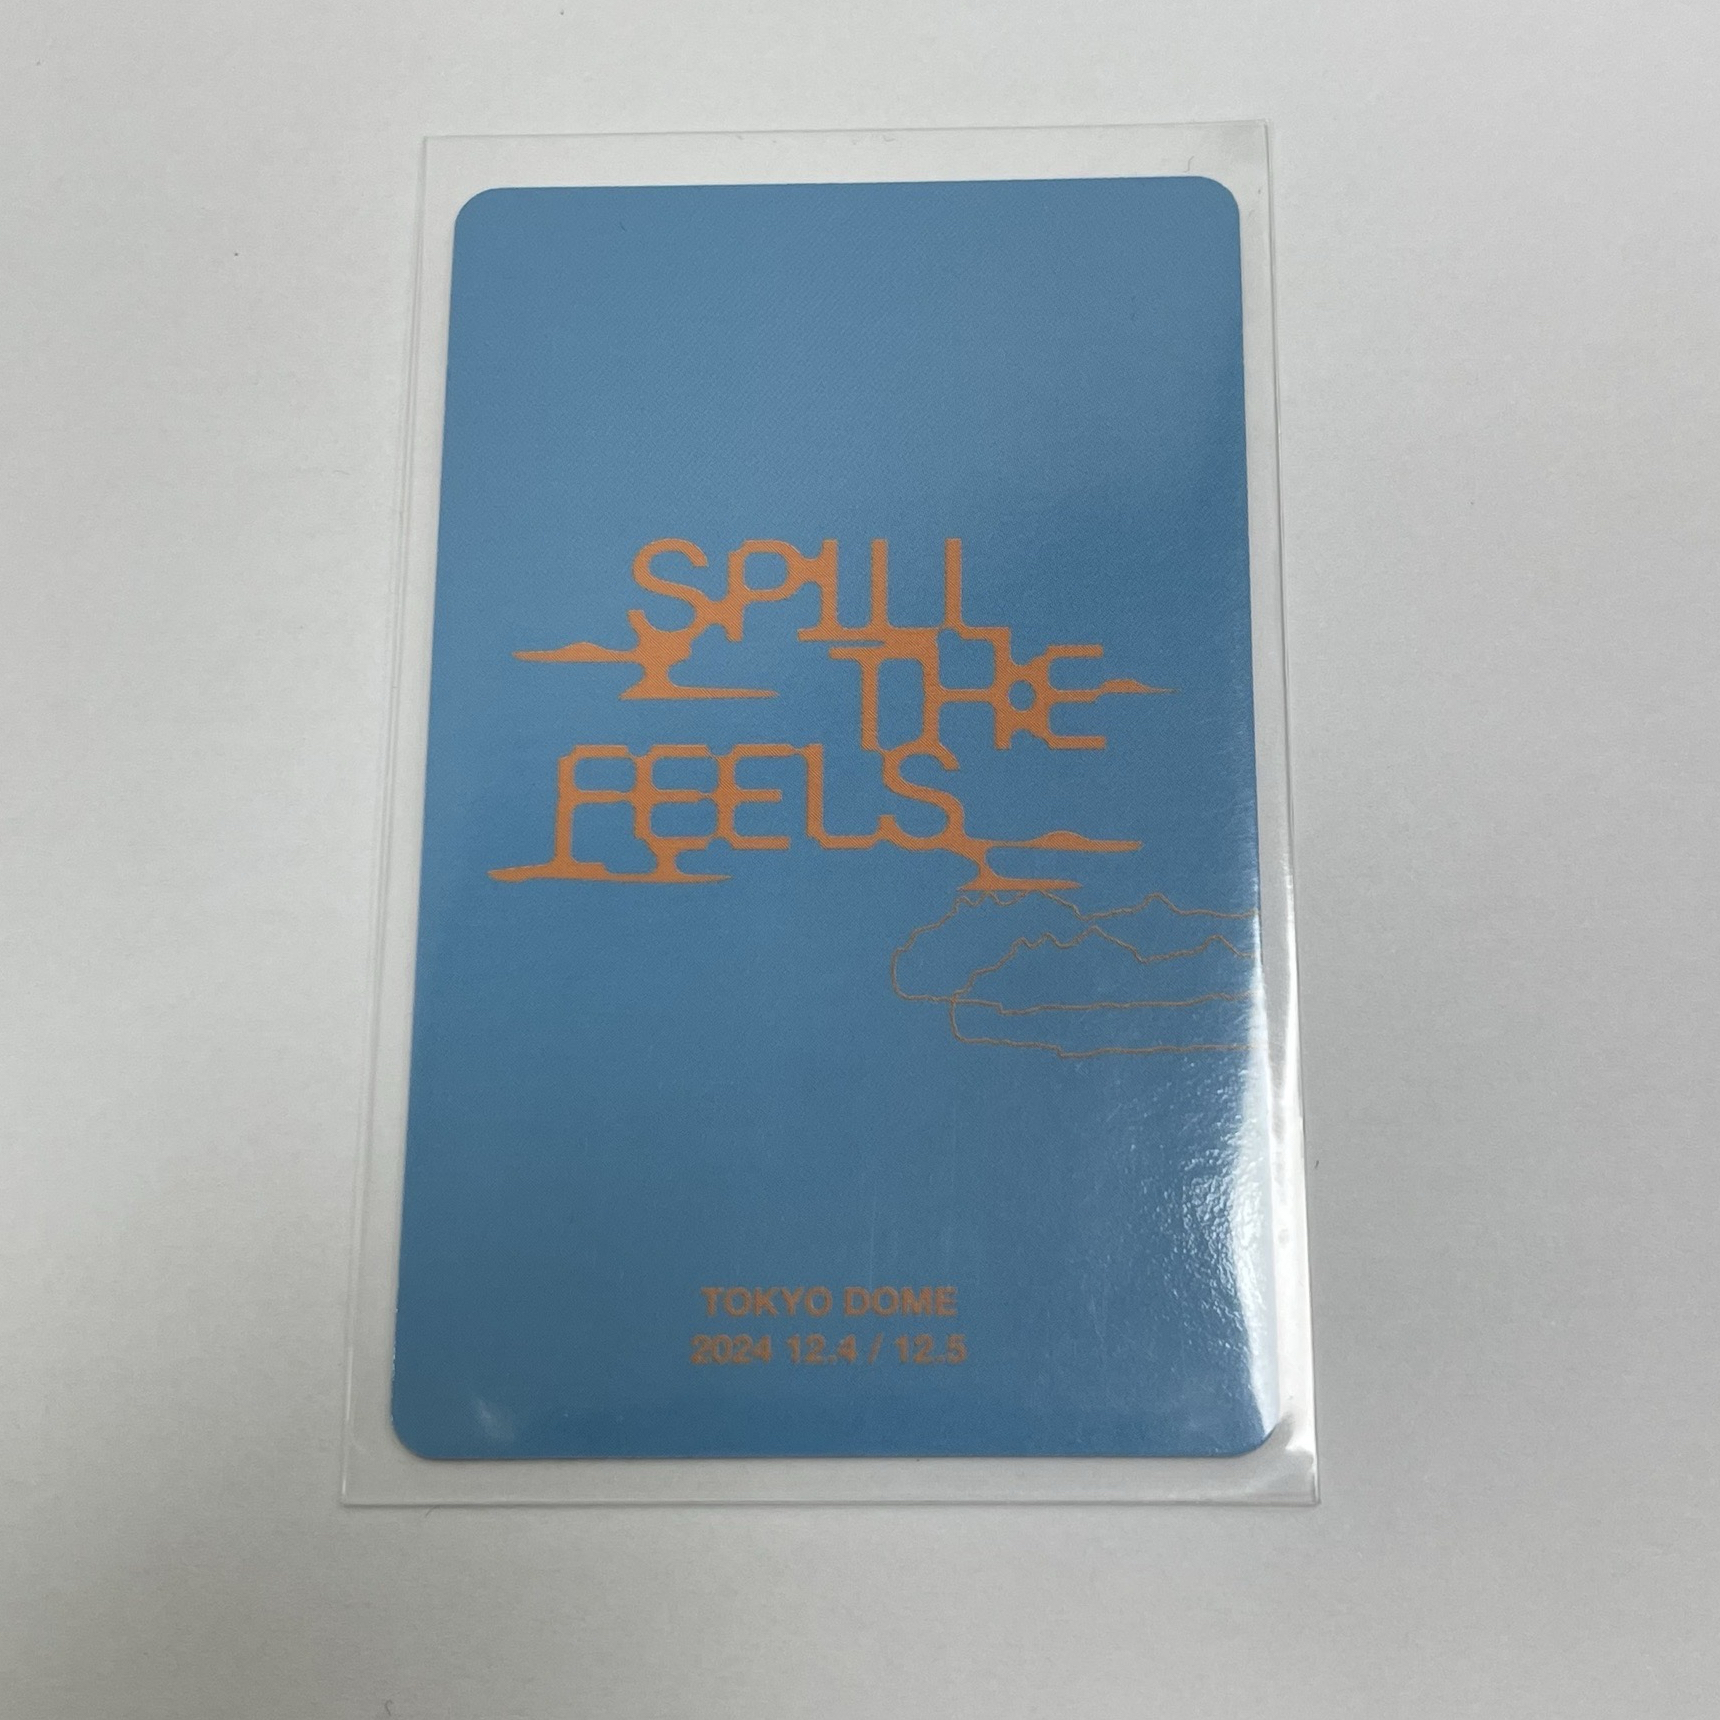 SPILL
THE
FEELS
TOKYO DOME
2024 12.4 / 12.5